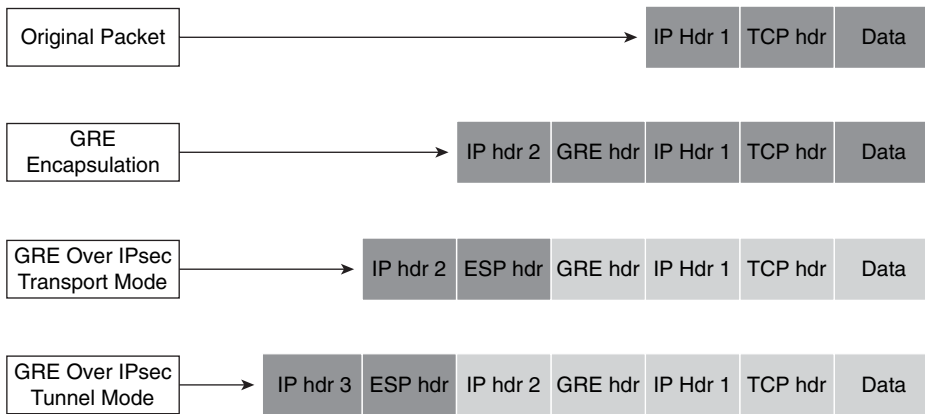 Original Packet
IP Hdr 1 TCP hdr Data
GRE
Encapsulation
IP hdr 2 GRE hdr IP Hdr 1 TCP hdr Data
GRE Over IPsec
Transport Mode
IP hdr 2 ESP hdr GRE hdr IP Hdr 1 TCP hdr Data
GRE Over IPsec
Tunnel Mode
IP hdr 3 ESP hdr IP hdr 2 GRE hdr IP Hdr 1 TCP hdr Data